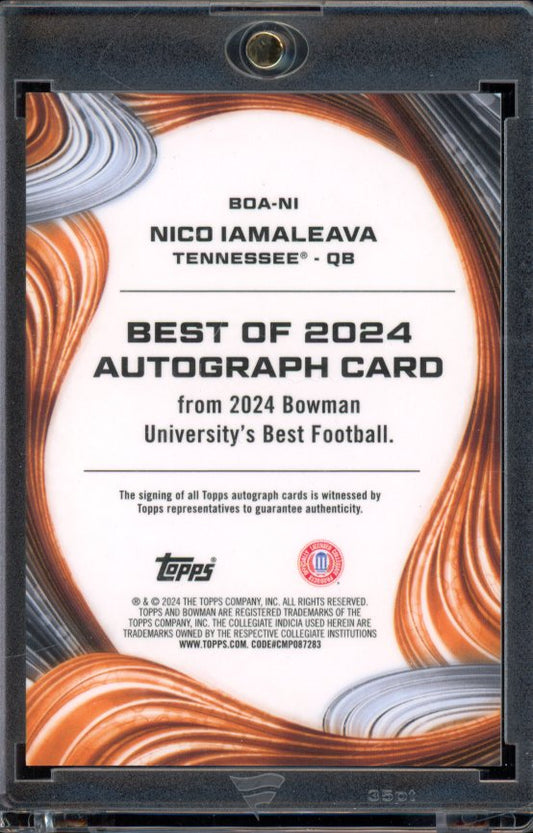 BOA-NI
NICO IAMALEAVA
TENNESSEE® - QB
BEST OF 2024
AUTOGRAPH CARD
from 2024 Bowman
University's Best Football.
The signing of all Topps autograph cards is witnessed by
Topps representatives to guarantee authenticity.
Topps®
® & © 2024 THE TOPPS COMPANY, INC. ALL RIGHTS RESERVED.
TOPPS AND BOWMAN ARE REGISTERED TRADEMARKS OF THE
TOPPS COMPANY, INC. THE COLLEGIATE INDICIA USED HEREIN ARE
TRADEMARKS OWNED BY THE RESPECTIVE COLLEGIATE INSTITUTIONS
WWW.TOPPS.COM. CODE#CMP087283
35pt